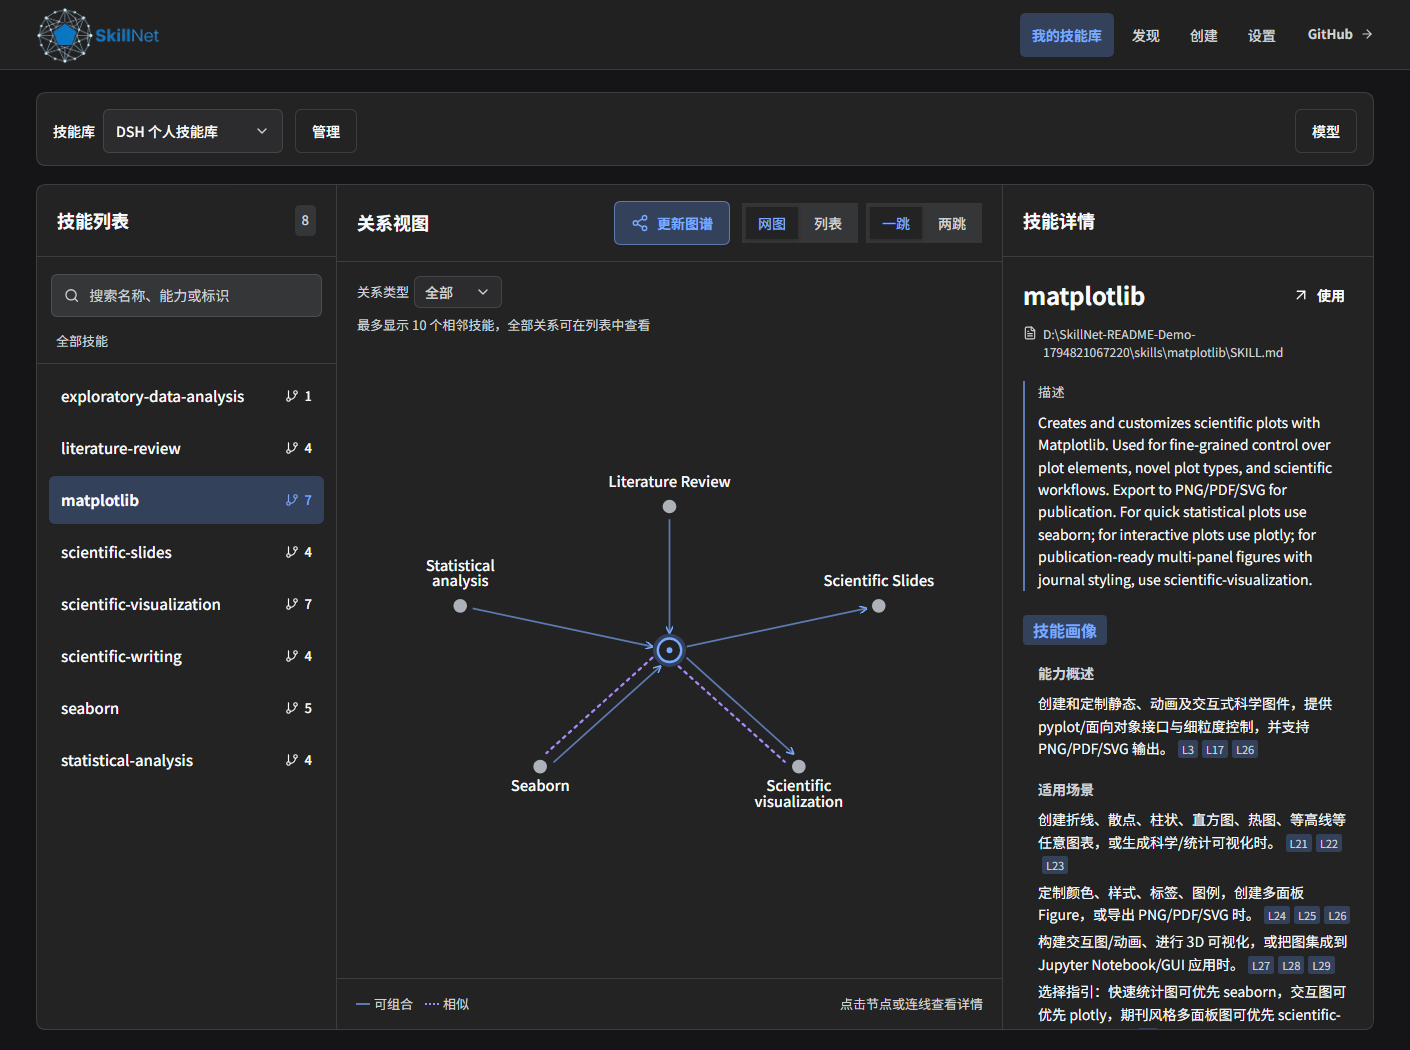 SkillNet
我的技能库
发现
创建
设置
GitHub →
技能库
DSH 个人技能库
管理
模型
技能列表
8
搜索名称、能力或标识
全部技能
exploratory-data-analysis 1
literature-review 4
matplotlib 7
scientific-slides 4
scientific-visualization 7
scientific-writing 4
seaborn 5
statistical-analysis 4
关系视图
更新图谱
网图
列表
一跳
两跳
关系类型
全部
最多显示 10 个相邻技能，全部关系可在列表中查看
Literature Review
Statistical
analysis
Scientific Slides
Seaborn
Scientific
visualization
可组合
相似
点击节点或连线查看详情
技能详情
matplotlib
使用
D:\SkillNet-README-Demo-
1794821067220\skills\matplotlib\SKILL.md
描述
Creates and customizes scientific plots with
Matplotlib. Used for fine-grained control over
plot elements, novel plot types, and scientific
workflows. Export to PNG/PDF/SVG for
publication. For quick statistical plots use
seaborn; for interactive plots use plotly; for
publication-ready multi-panel figures with
journal styling, use scientific-visualization.
技能画像
能力概述
创建和定制静态、动画及交互式科学图件，提供
pyplot/面向对象接口与细粒度控制，并支持
PNG/PDF/SVG 输出。 L3 L17 L26
适用场景
创建折线、散点、柱状、直方图、热图、等高线等
任意图表，或生成科学/统计可视化时。 L21 L22
L23
定制颜色、样式、标签、图例，创建多面板
Figure，或导出 PNG/PDF/SVG 时。 L24 L25 L26
构建交互图/动画、进行 3D 可视化，或把图集成到
Jupyter Notebook/GUI 应用时。 L27 L28 L29
选择指引：快速统计图可优先 seaborn，交互图可
优先 plotly，期刊风格多面板图可优先 scientific-